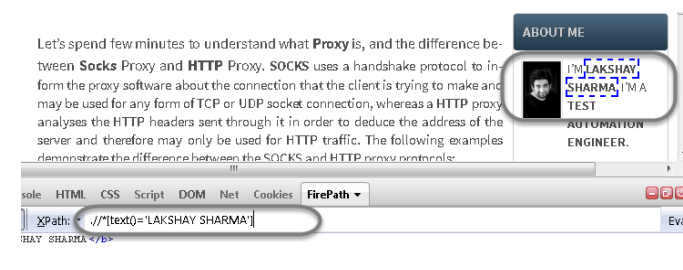 Let's spend few minutes to understand what Proxy is, and the difference be-
tween Socks Proxy and HTTP Proxy. SOCKS uses a handshake protocol to in-
form the proxy software about the connection that the client is trying to make and
may be used for any form of TCP or UDP socket connection, whereas a HTTP proxy
analyses the HTTP headers sent through it in order to deduce the address of the
server and therefore may only be used for HTTP traffic. The following examples
demonstrate the difference between the SOCKS and HTTP proxy protocols:
ABOUT ME
I'M LAKSHAY
SHARMA, I'M A
TEST
AUTOMATION
ENGINEER.
sole HTML CSS Script DOM Net Cookies FirePath
XPath: .//*[text()='LAKSHAY SHARMA'] Eva
HAY SHARMA</b>